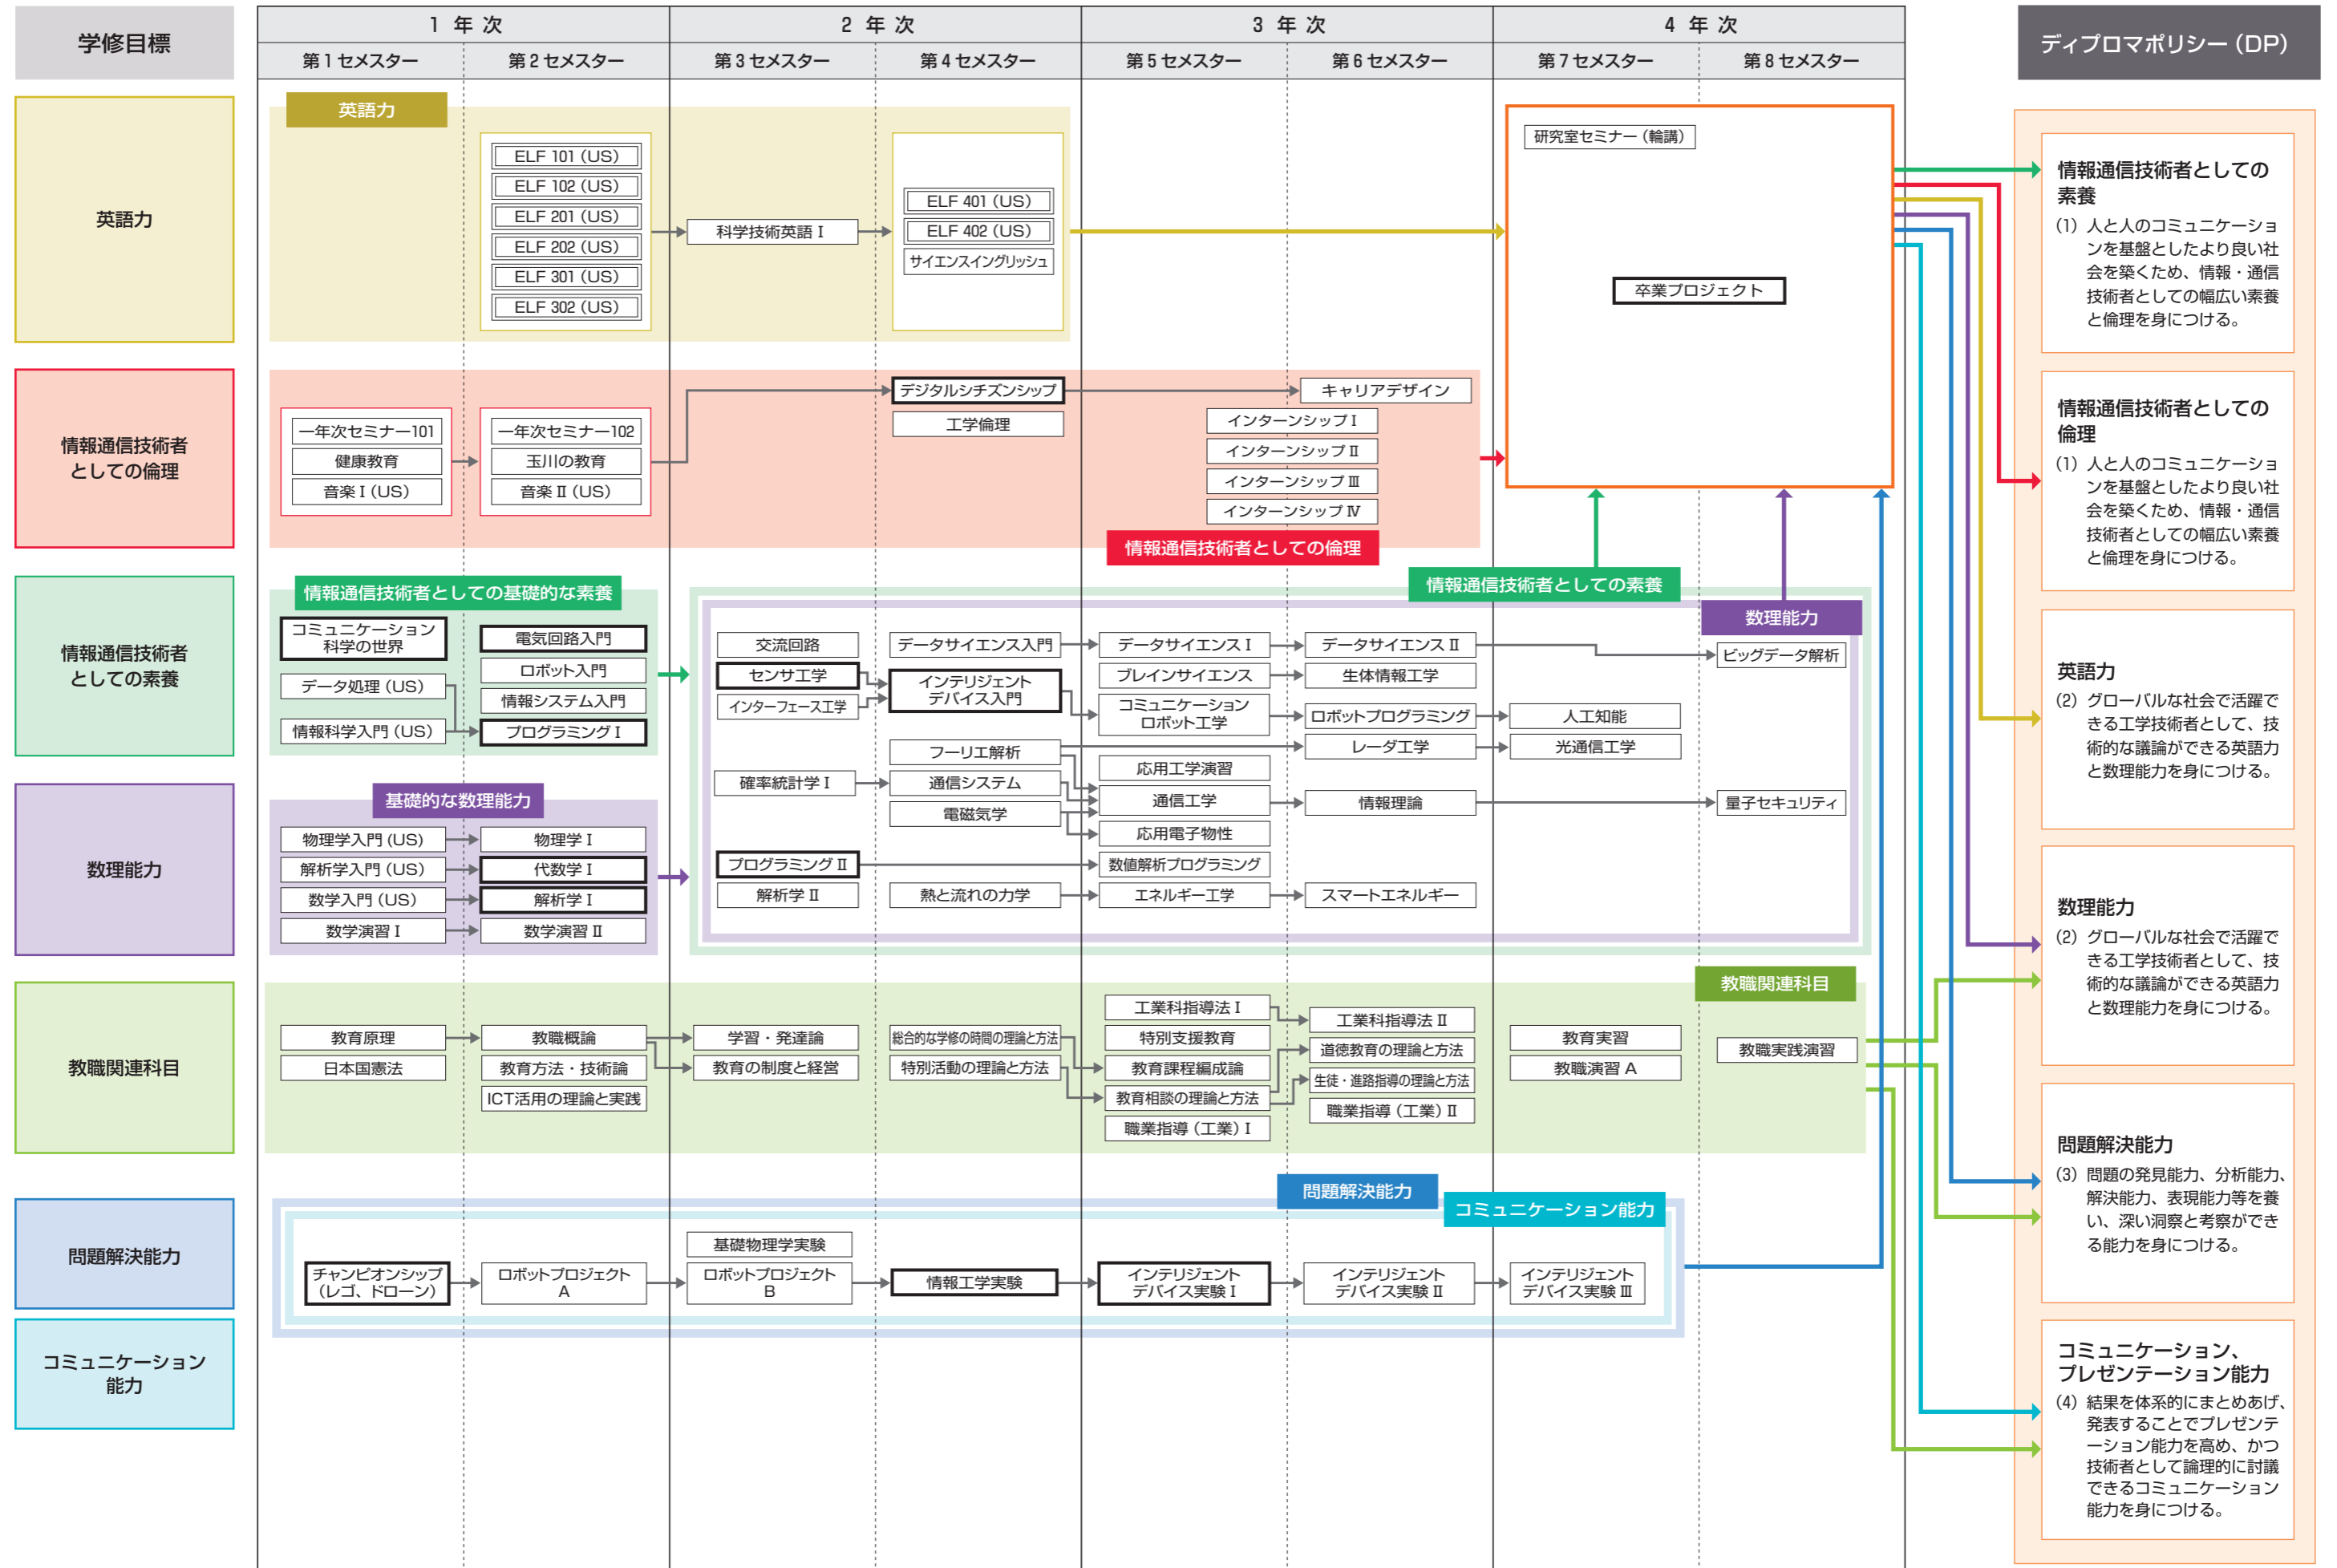 学修目標
1 年 次
2 年 次
3 年 次
4 年 次
第1セメスター
第2セメスター
第3セメスター
第4セメスター
第5セメスター
第6セメスター
第7セメスター
第8セメスター
ディプロマポリシー（DP）
英語力
英語力
ELF 101（US）
ELF 102（US）
ELF 201（US）
ELF 202（US）
ELF 301（US）
ELF 302（US）
科学技術英語 I
ELF 401（US）
ELF 402（US）
サイエンスイングリッシュ
研究室セミナー（輪講）
卒業プロジェクト
情報通信技術者
としての倫理
一年次セミナー101
健康教育
音楽 I（US）
一年次セミナー102
玉川の教育
音楽 II（US）
デジタルシチズンシップ
工学倫理
キャリアデザイン
インターンシップ I
インターンシップ II
インターンシップ III
インターンシップ IV
情報通信技術者としての倫理
情報通信技術者
としての素養
情報通信技術者としての基礎的な素養
コミュニケーション
科学の世界
データ処理（US）
情報科学入門（US）
電気回路入門
ロボット入門
情報システム入門
プログラミング I
情報通信技術者としての素養
数理能力
交流回路
センサ工学
インターフェース工学
確率統計学 I
プログラミング II
解析学 II
データサイエンス入門
インテリジェント
デバイス入門
フーリエ解析
通信システム
電磁気学
熱と流れの力学
データサイエンス I
ブレインサイエンス
コミュニケーション
ロボット工学
応用工学演習
通信工学
応用電子物性
数値解析プログラミング
エネルギー工学
データサイエンス II
生体情報工学
ロボットプログラミング
レーダ工学
情報理論
スマートエネルギー
人工知能
光通信工学
ビッグデータ解析
量子セキュリティ
数理能力
基礎的な数理能力
物理学入門（US）
解析学入門（US）
数学入門（US）
数学演習 I
物理学 I
代数学 I
解析学 I
数学演習 II
教職関連科目
教職関連科目
教育原理
日本国憲法
教職概論
教育方法・技術論
ICT活用の理論と実践
学習・発達論
教育の制度と経営
総合的な学修の時間の理論と方法
特別活動の理論と方法
工業科指導法 I
特別支援教育
教育課程編成論
教育相談の理論と方法
職業指導（工業）I
工業科指導法 II
道徳教育の理論と方法
生徒・進路指導の理論と方法
職業指導（工業）II
教育実習
教職演習 A
教職実践演習
問題解決能力
問題解決能力
コミュニケーション能力
チャンピオンシップ
（レゴ、ドローン）
ロボットプロジェクト
A
基礎物理学実験
ロボットプロジェクト
B
情報工学実験
インテリジェント
デバイス実験 I
インテリジェント
デバイス実験 II
インテリジェント
デバイス実験 III
コミュニケーション
能力
情報通信技術者としての
素養
（1）人と人のコミュニケーショ
ンを基盤としたより良い社
会を築くため、情報・通信
技術者としての幅広い素養
と倫理を身につける。
情報通信技術者としての
倫理
（1）人と人のコミュニケーショ
ンを基盤としたより良い社
会を築くため、情報・通信
技術者としての幅広い素養
と倫理を身につける。
英語力
（2）グローバルな社会で活躍で
きる工学技術者として、技
術的な議論ができる英語力
と数理能力を身につける。
数理能力
（2）グローバルな社会で活躍で
きる工学技術者として、技
術的な議論ができる英語力
と数理能力を身につける。
問題解決能力
（3）問題の発見能力、分析能力、
解決能力、表現能力等を養
い、深い洞察と考察ができ
る能力を身につける。
コミュニケーション、
プレゼンテーション能力
（4）結果を体系的にまとめあげ、
発表することでプレゼンテ
ーション能力を高め、かつ
技術者として論理的に討議
できるコミュニケーション
能力を身につける。